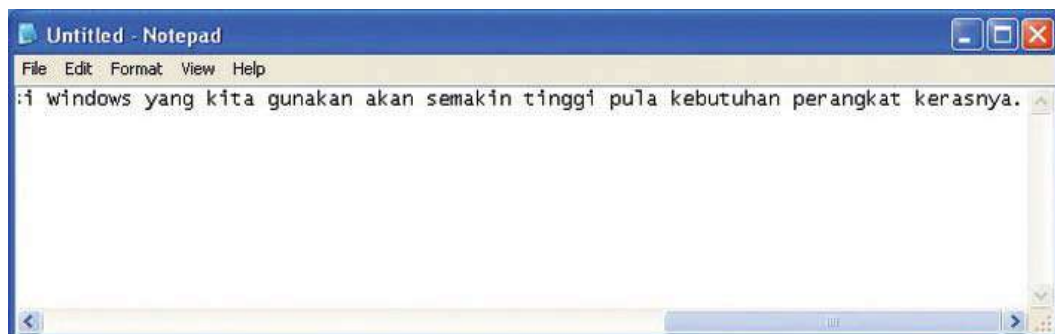 Untitled - Notepad
File Edit Format View Help
i windows yang kita gunakan akan semakin tinggi pula kebutuhan perangkat kerasnya.